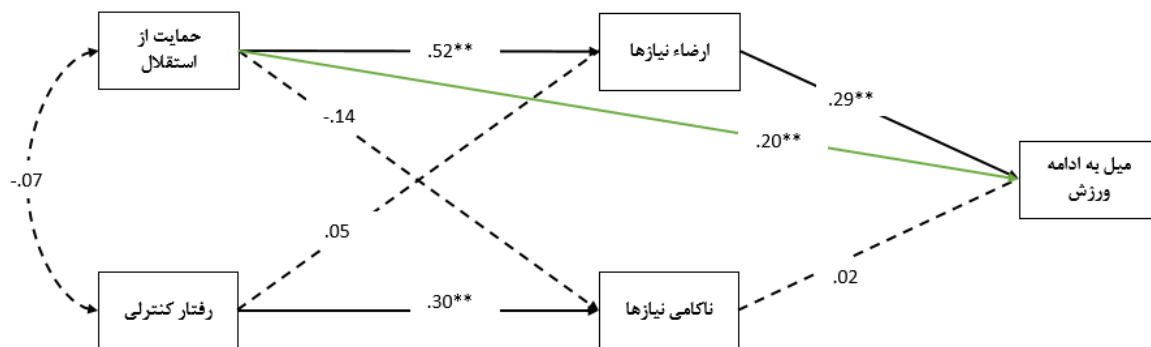 حمایت از
استقلال
.52**
ارضاء نیازها
-.14
.29**
.20**
میل به ادامه
ورزش
-.07
.05
رفتار کنترلی
.30**
ناکامی نیازها
.02